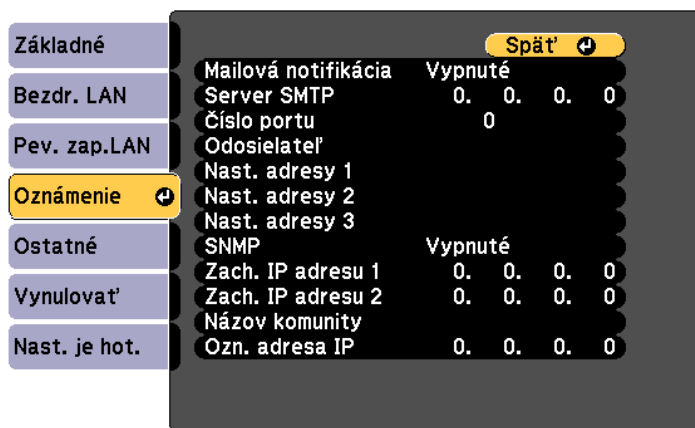 Základné
Bezdr. LAN
Pev. zap.LAN
Oznámenie
Ostatné
Vynulovať
Nast. je hot.
Späť
Mailová notifikácia Vypnuté
Server SMTP 0. 0. 0. 0
Číslo portu 0
Odosielateľ
Nast. adresy 1
Nast. adresy 2
Nast. adresy 3
SNMP Vypnuté
Zach. IP adresu 1 0. 0. 0. 0
Zach. IP adresu 2 0. 0. 0. 0
Názov komunity
Ozn. adresa IP 0. 0. 0. 0